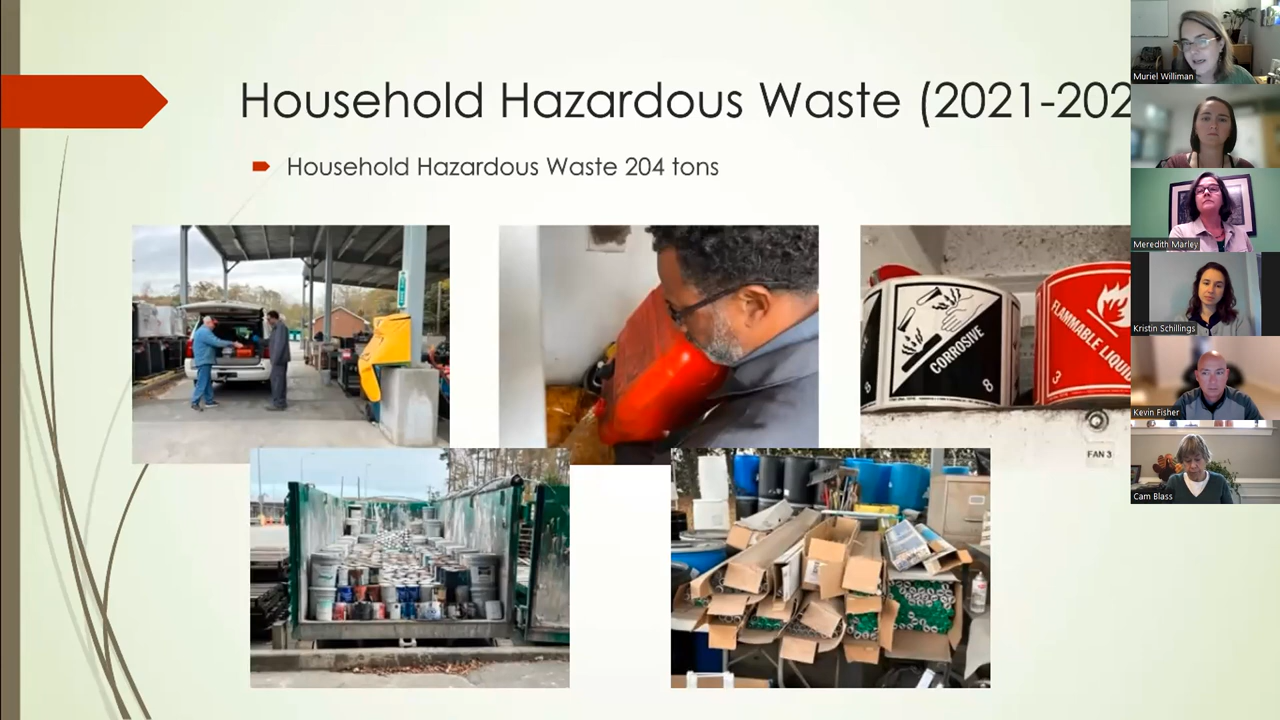 Household Hazardous Waste (2021-202
Household Hazardous Waste 204 tons
CORROSIVE
8
8
FLAMMABLE LIQUI
3
FAN 3
Muriel Williman
Meredith Marley
Kristin Schillings
Kevin Fisher
Cam Blass